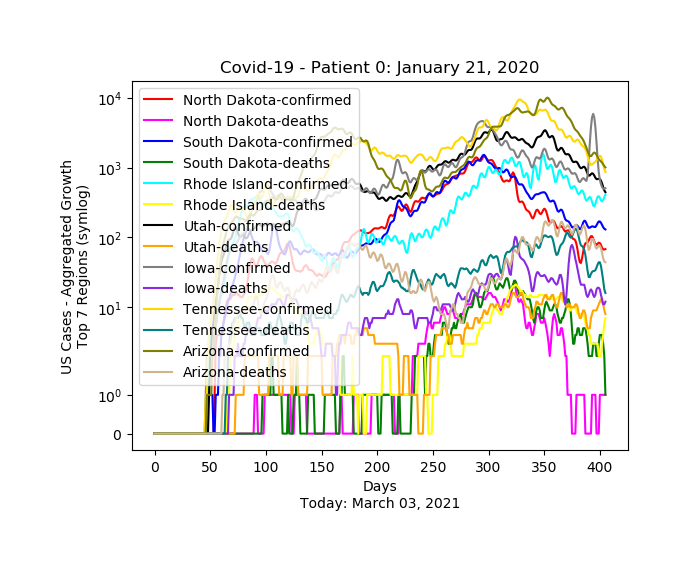 Covid-19 - Patient 0: January 21, 2020
US Cases - Aggregated Growth
Top 7 Regions (symlog)
10^4
10^3
10^2
10^1
10^0
0
North Dakota-confirmed
North Dakota-deaths
South Dakota-confirmed
South Dakota-deaths
Rhode Island-confirmed
Rhode Island-deaths
Utah-confirmed
Utah-deaths
Iowa-confirmed
Iowa-deaths
Tennessee-confirmed
Tennessee-deaths
Arizona-confirmed
Arizona-deaths
0 50 100 150 200 250 300 350 400
Days
Today: March 03, 2021